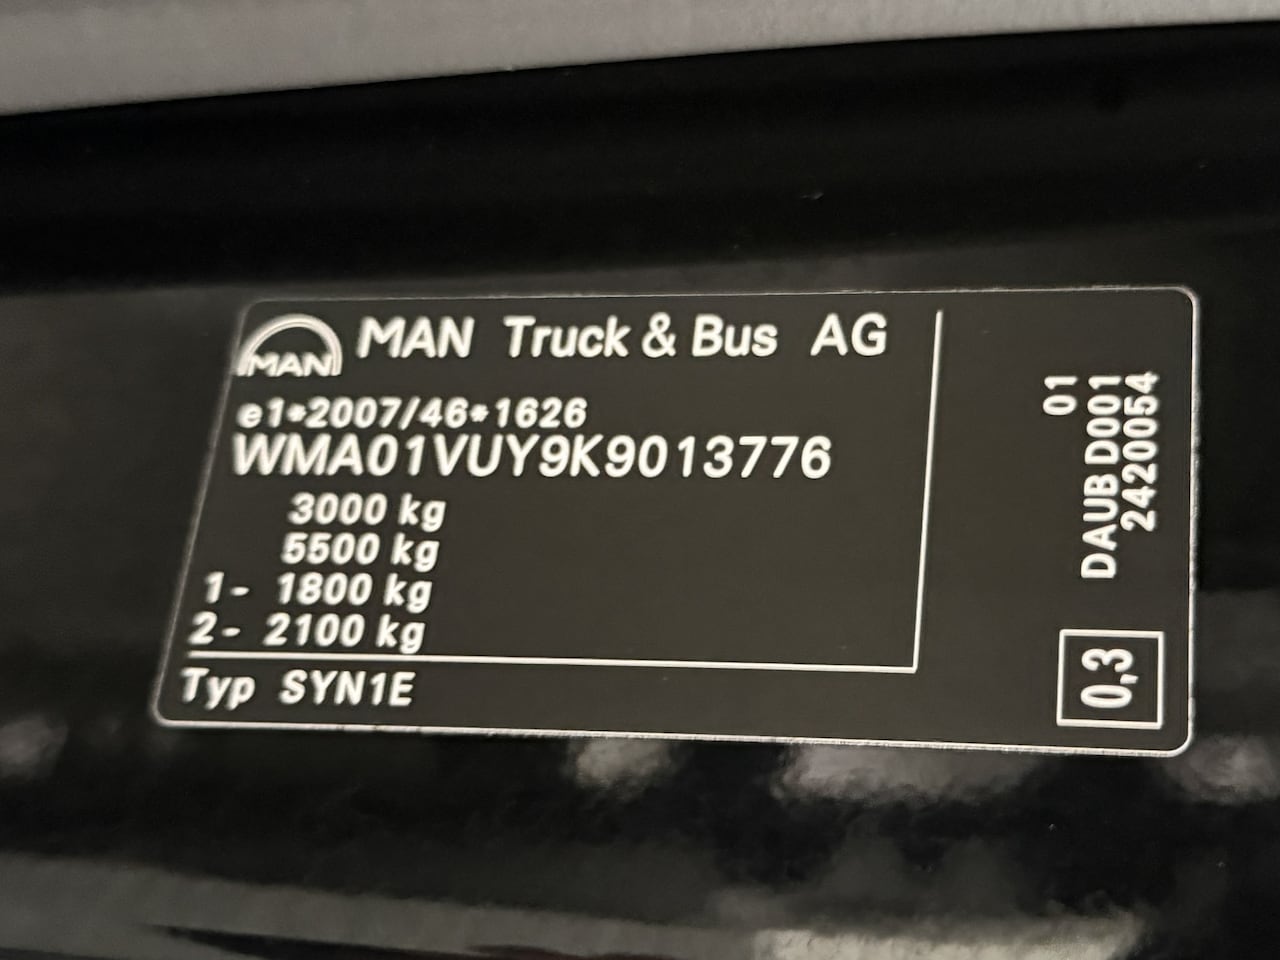 MAN
MAN Truck & Bus AG
e1*2007/46*1626
WMA01VUY9K9013776
3000 kg
5500 kg
1- 1800 kg
2- 2100 kg
Typ SYN1E
01
DAUB D001
2420054
0,3